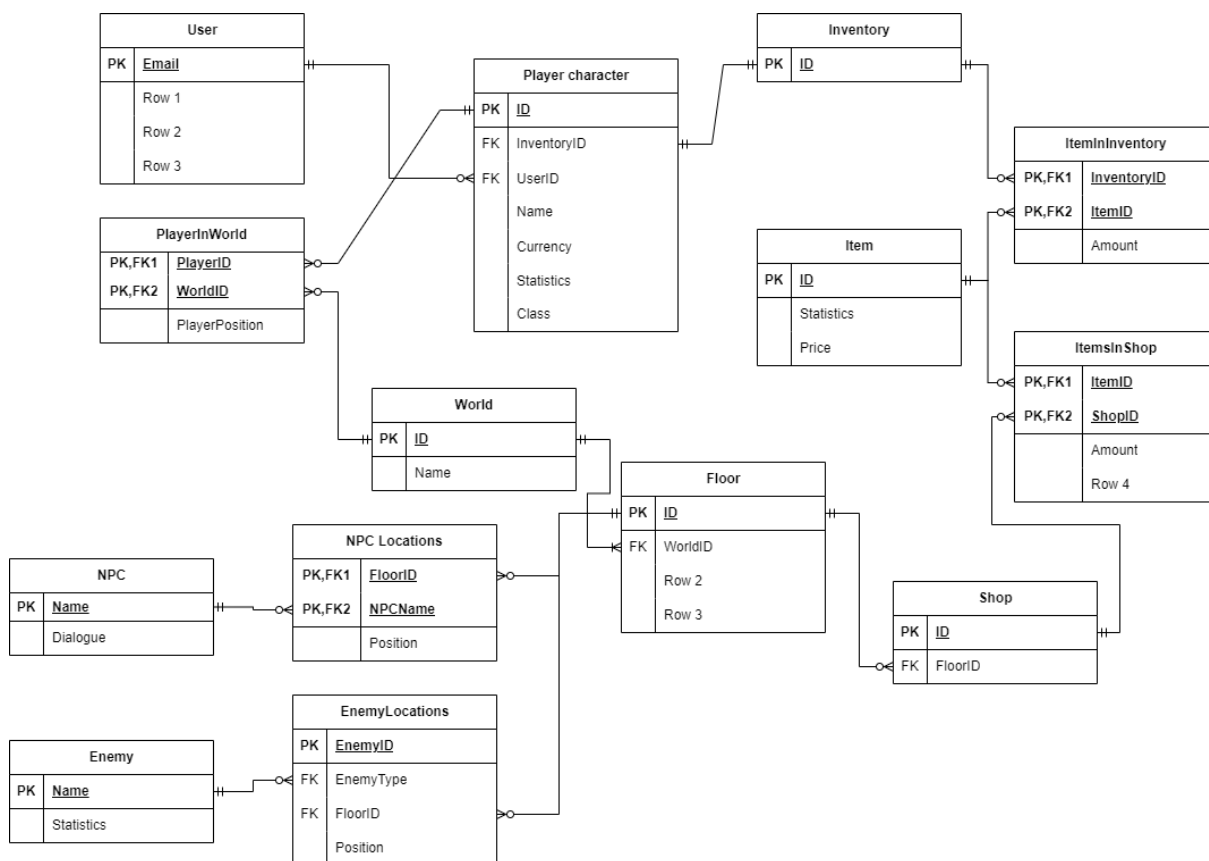 User
PK Email
Row 1
Row 2
Row 3
Player character
PK ID
FK InventoryID
FK UserID
Name
Currency
Statistics
Class
Inventory
PK ID
ItemInInventory
PK,FK1 InventoryID
PK,FK2 ItemID
Amount
PlayerInWorld
PK,FK1 PlayerID
PK,FK2 WorldID
PlayerPosition
Item
PK ID
Statistics
Price
ItemsInShop
PK,FK1 ItemID
PK,FK2 ShopID
Amount
Row 4
World
PK ID
Name
Floor
PK ID
FK WorldID
Row 2
Row 3
NPC Locations
PK,FK1 FloorID
PK,FK2 NPCName
Position
NPC
PK Name
Dialogue
Shop
PK ID
FK FloorID
EnemyLocations
PK EnemyID
FK EnemyType
FK FloorID
Position
Enemy
PK Name
Statistics